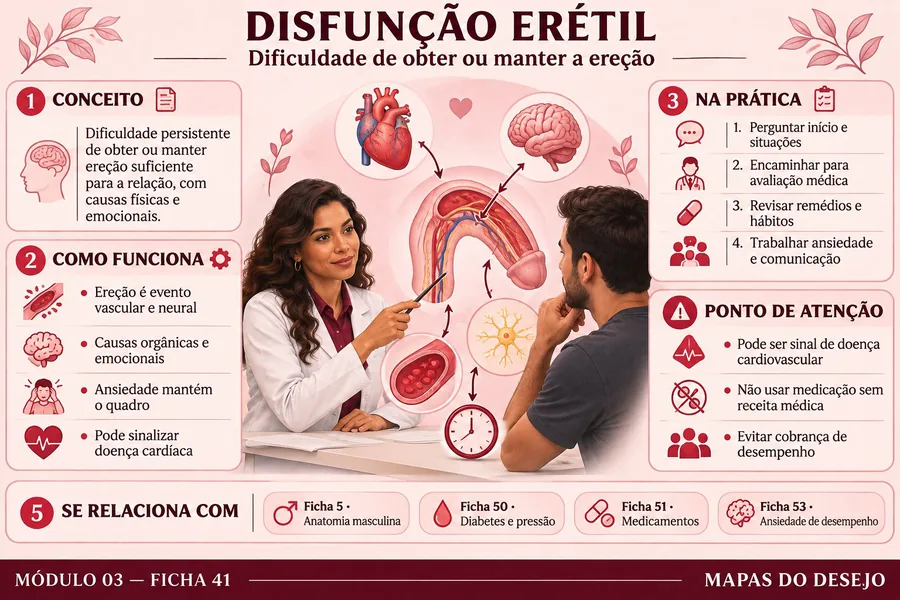 DISFUNÇÃO ERÉTIL
Dificuldade de obter ou manter a ereção
1 CONCEITO
Dificuldade persistente
de obter ou manter
ereção suficiente
para a relação, com
causas físicas e
emocionais.
2 COMO FUNCIONA
• Ereção é evento
vascular e neural
• Causas orgânicas e
emocionais
• Ansiedade mantém
o quadro
• Pode sinalizar
doença cardíaca
3 NA PRÁTICA
1. Perguntar início e
situações
2. Encaminhar para
avaliação médica
3. Revisar remédios e
hábitos
4. Trabalhar ansiedade
e comunicação
PONTO DE ATENÇÃO
• Pode ser sinal de doença
cardiovascular
• Não usar medicação sem
receita médica
• Evitar cobrança de
desempenho
5 SE RELACIONA COM
Ficha 5 •
Anatomia masculina
Ficha 50 •
Diabetes e pressão
Ficha 51 •
Medicamentos
Ficha 53 •
Ansiedade de desempenho
MÓDULO 03 — FICHA 41
MAPAS DO DESEJO